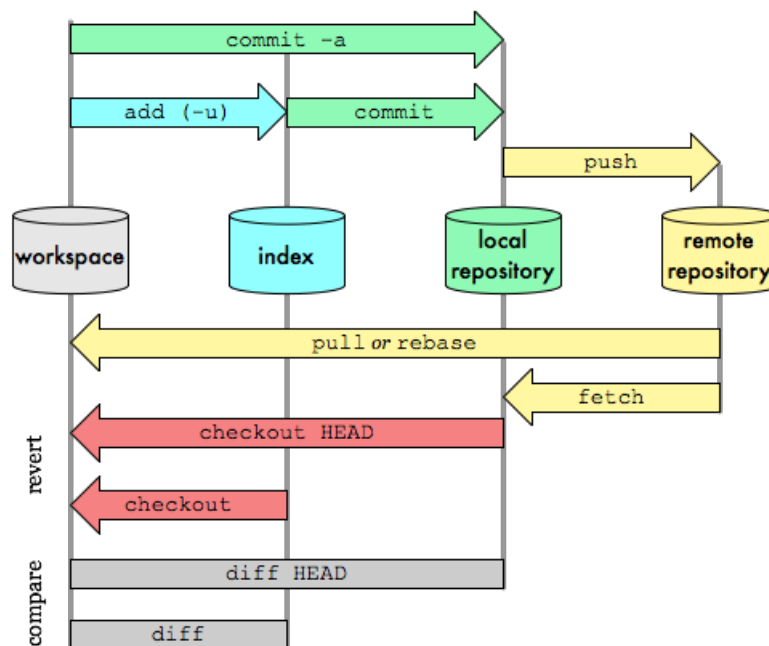 commit -a
add (-u)
commit
push
workspace
index
local
repository
remote
repository
pull or rebase
fetch
revert
checkout HEAD
checkout
compare
diff HEAD
diff